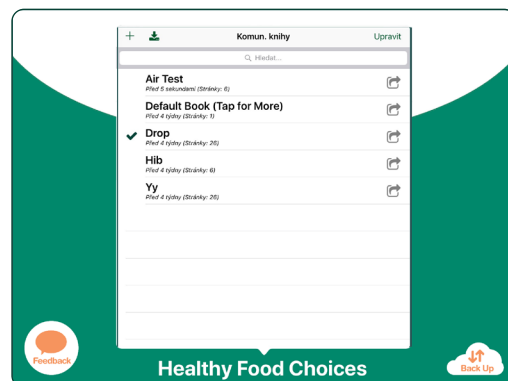 Komun. knihy
Upravit
Hledat...
Air Test
Před 5 sekundami (Stránky: 6)
Default Book (Tap for More)
Před 4 týdny (Stránky: 1)
Drop
Před 4 týdny (Stránky: 26)
Hib
Před 4 týdny (Stránky: 6)
Yy
Před 4 týdny (Stránky: 26)
Feedback
Healthy Food Choices
Back Up